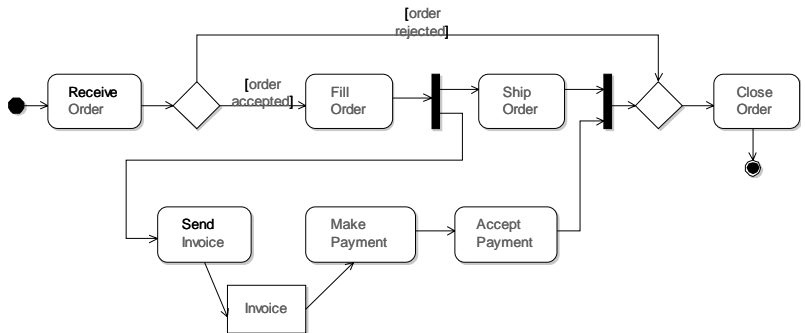 [order
rejected]
Receive
Order
[order
accepted]
Fill
Order
Ship
Order
Close
Order
Send
Invoice
Make
Payment
Accept
Payment
Invoice